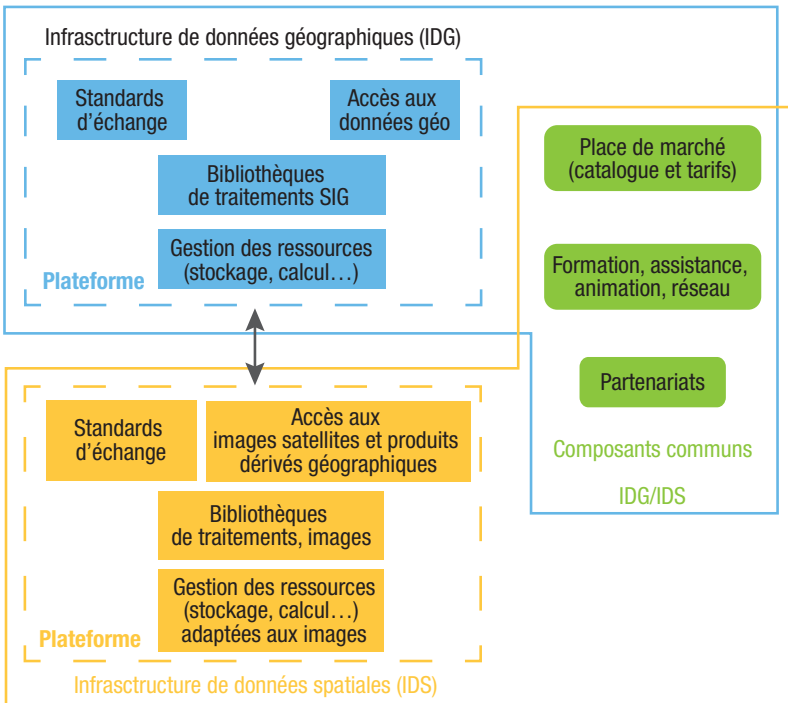 Infrasctructure de données géographiques (IDG)
Standards
d'échange
Accès aux
données géo
Bibliothèques
de traitements SIG
Gestion des ressources
(stockage, calcul…)
Plateforme
Place de marché
(catalogue et tarifs)
Formation, assistance,
animation, réseau
Partenariats
Composants communs
IDG/IDS
Standards
d'échange
Accès aux
images satellites et produits
dérivés géographiques
Bibliothèques
de traitements, images
Gestion des ressources
(stockage, calcul…)
adaptées aux images
Plateforme
Infrasctructure de données spatiales (IDS)